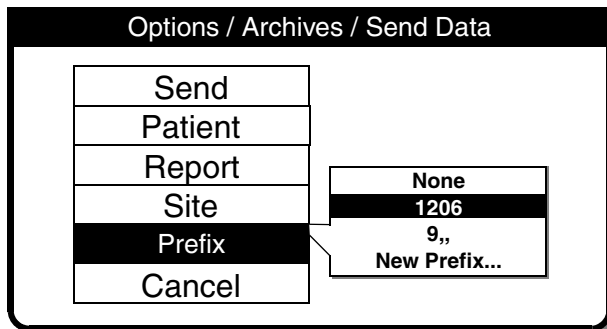 Options / Archives / Send Data
Send
Patient
Report
Site
Prefix
Cancel
None
1206
9,,
New Prefix...